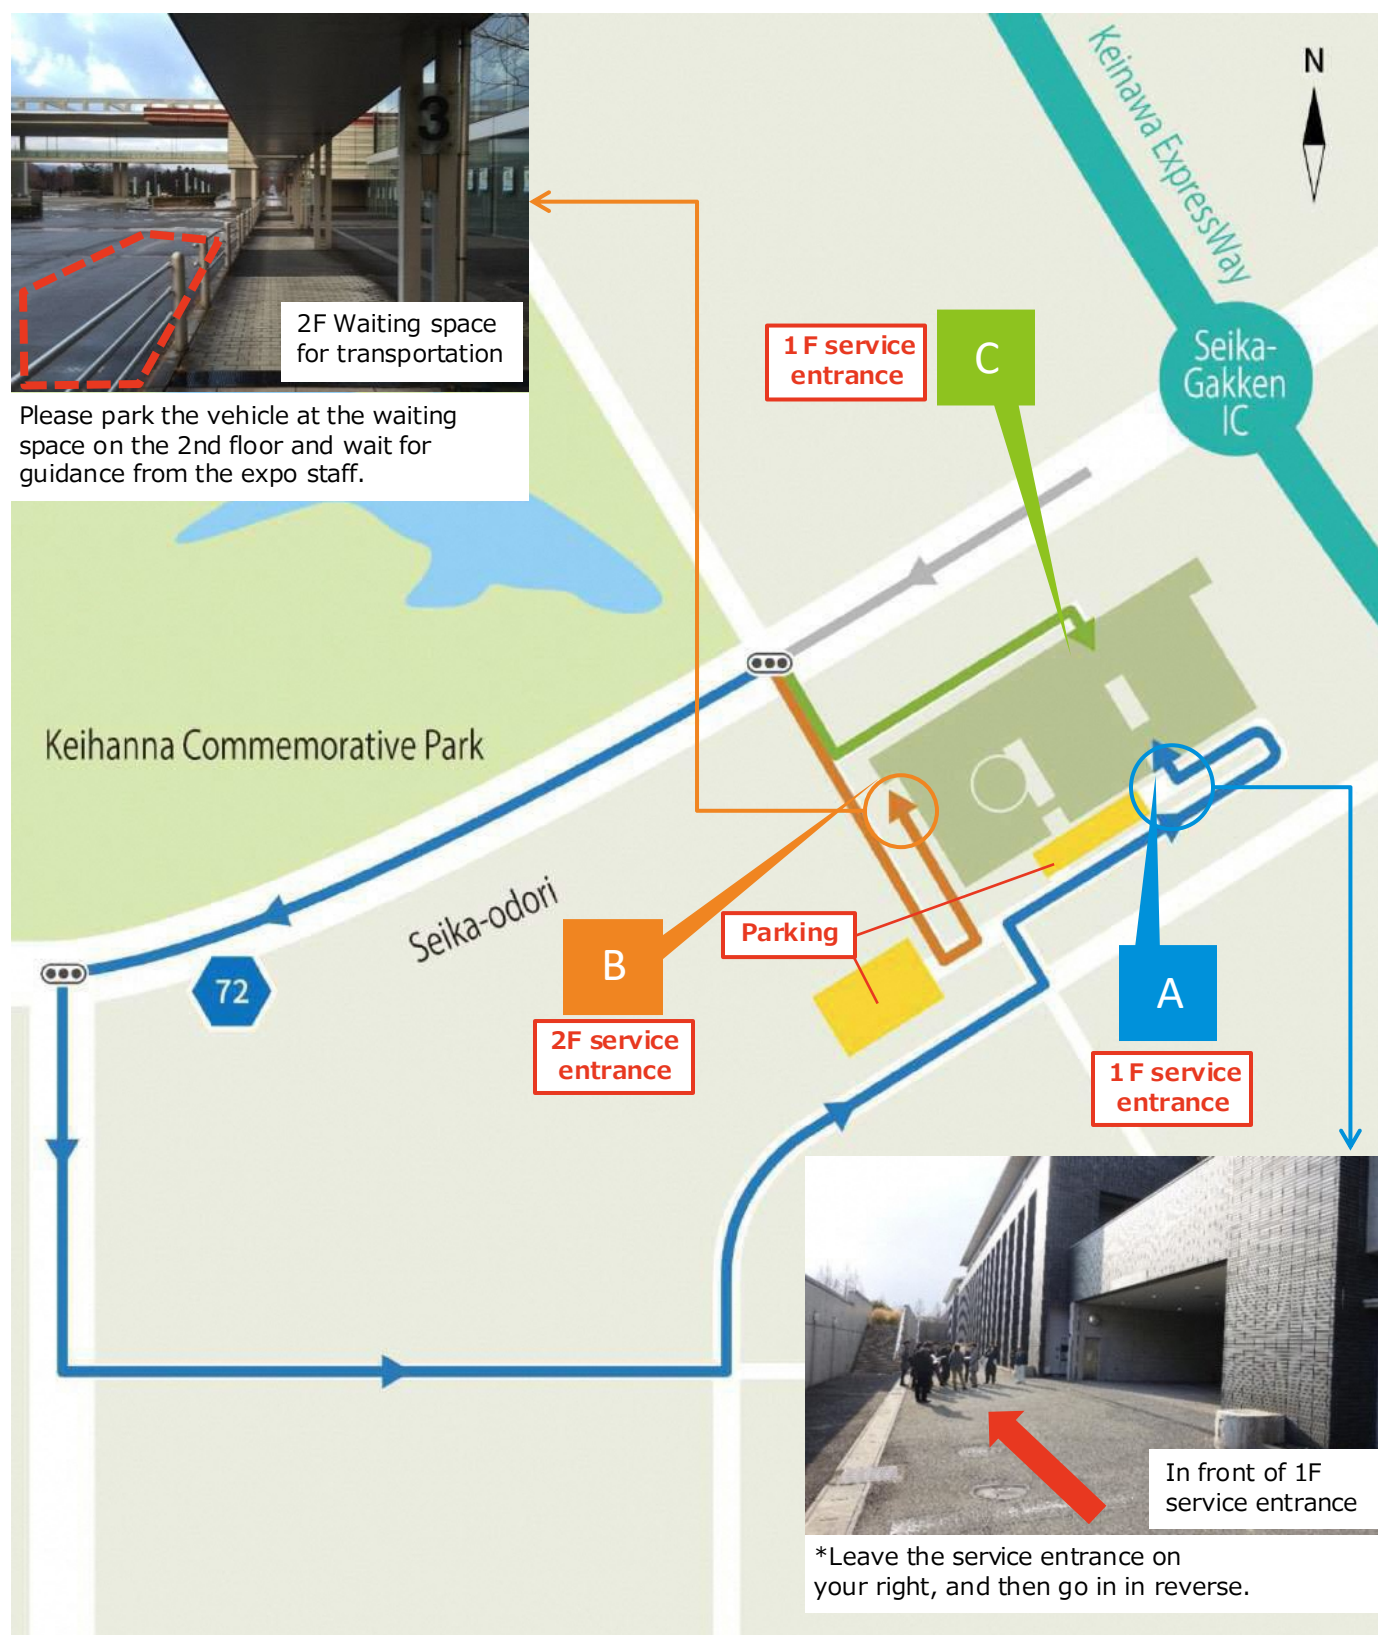 3
2F Waiting space
for transportation
Please park the vehicle at the waiting
space on the 2nd floor and wait for
guidance from the expo staff.
Keinawa ExpressWay
N
Seika-
Gakken
IC
1F service
entrance
C
Keihanna Commemorative Park
Seika-odori
72
Parking
B
2F service
entrance
A
1F service
entrance
In front of 1F
service entrance
*Leave the service entrance on
your right, and then go in in reverse.